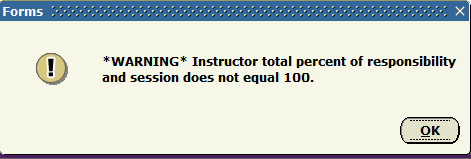 Forms
*WARNING* Instructor total percent of responsibility
and session does not equal 100.
OK